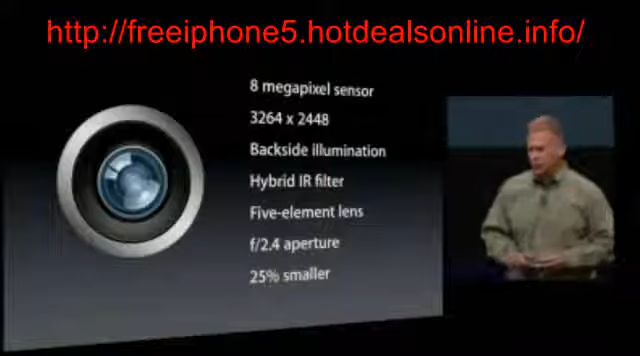 http://freeiphone5.hotdealsonline.info/
8 megapixel sensor
3264 x 2448
Backside illumination
Hybrid IR filter
Five-element lens
f/2.4 aperture
25% smaller